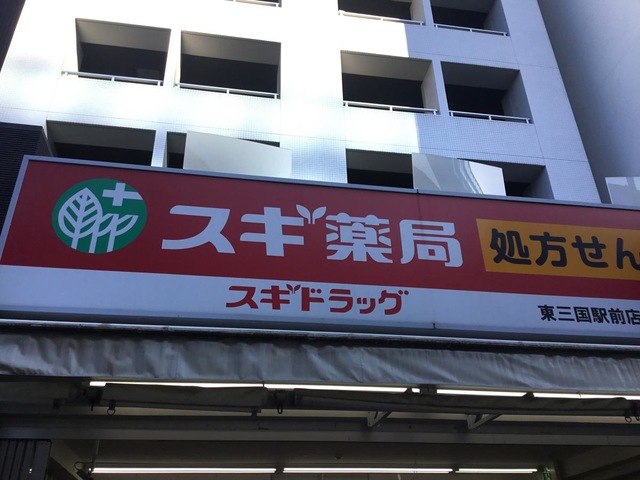 スギ薬局
処方せん
スギドラッグ
東三国駅前店